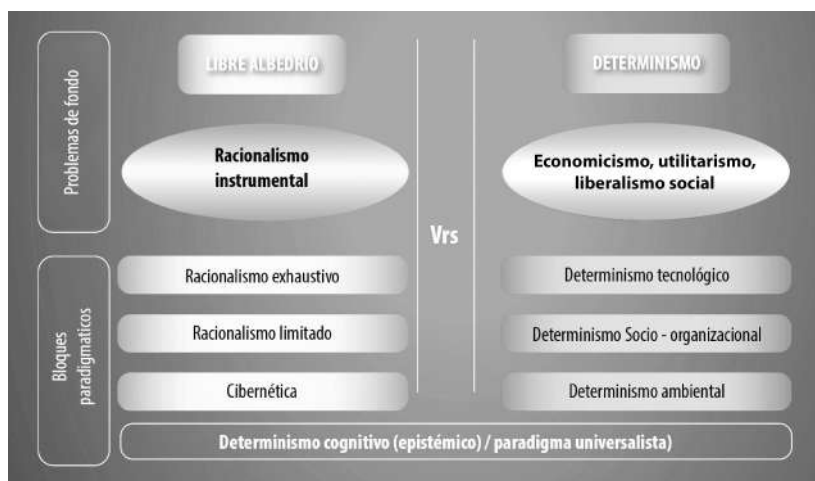 Problemas de fondo
LIBRE ALBEDRÍO
DETERMINISMO
Racionalismo
instrumental
Economicismo, utilitarismo,
liberalismo social
Vrs
Bloques
paradigmaticos
Racionalismo exhaustivo
Determinismo tecnológico
Racionalismo limitado
Determinismo Socio - organizacional
Cibernética
Determinismo ambiental
Determinismo cognitivo (epistémico) / paradigma universalista)